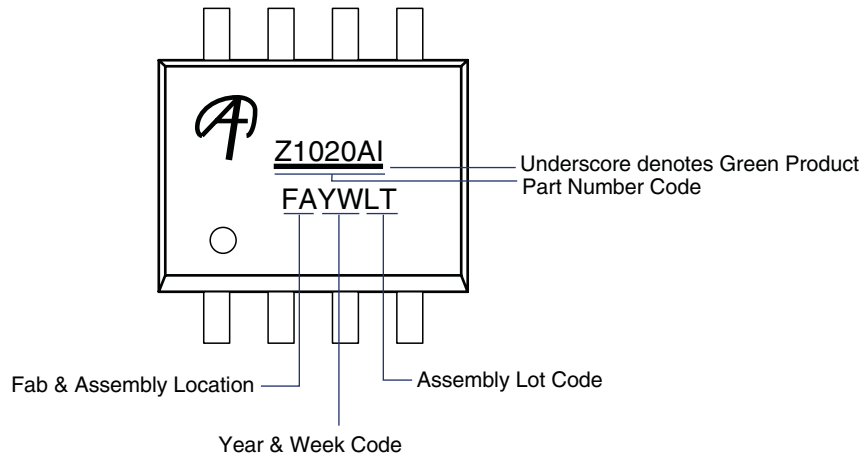 Z1020AI
Underscore denotes Green Product
Part Number Code
FAYWLT
Fab & Assembly Location
Assembly Lot Code
Year & Week Code